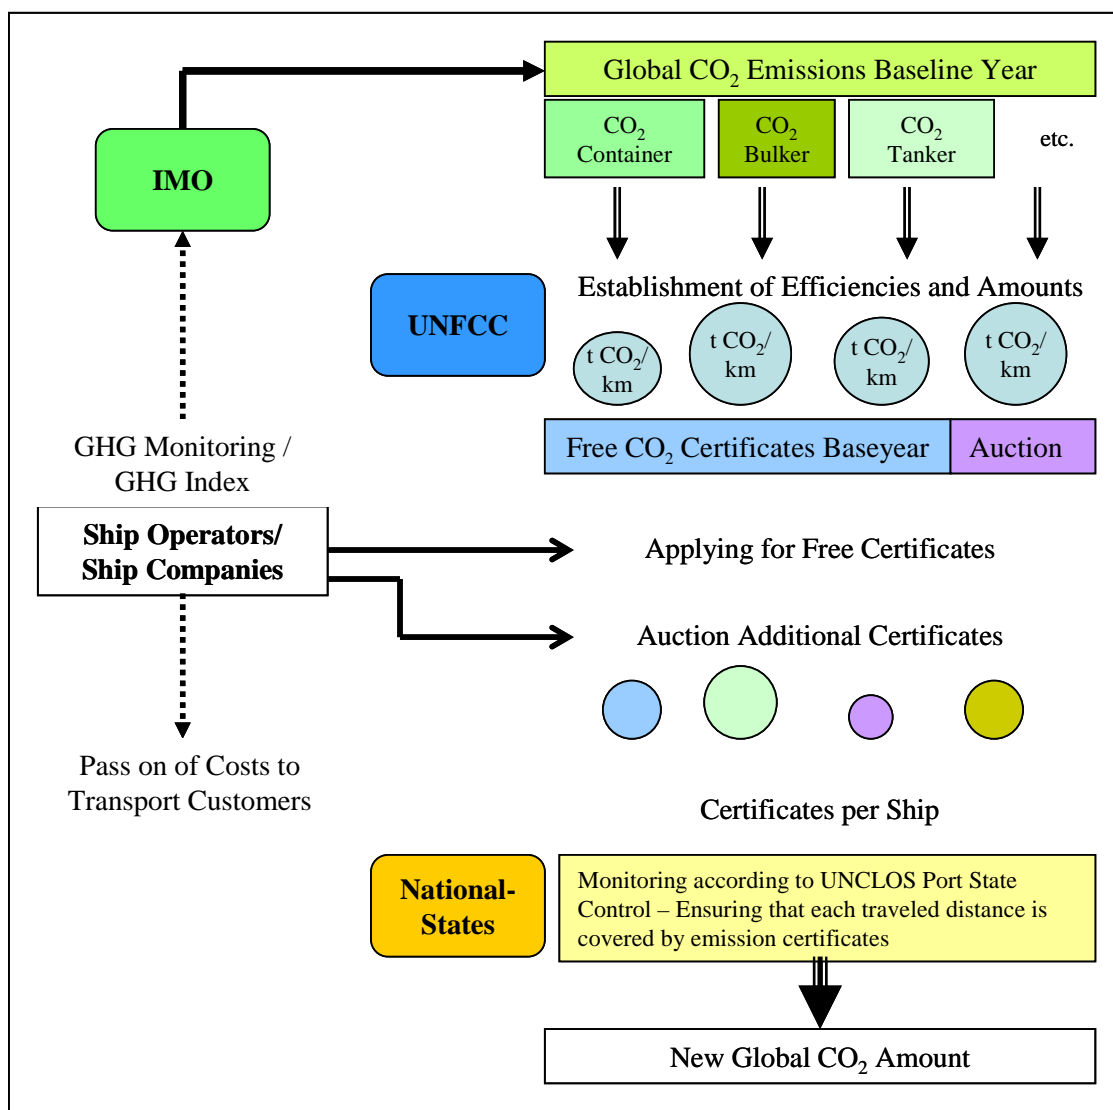 Global CO₂ Emissions Baseline Year
CO₂
Container
CO₂
Bulker
CO₂
Tanker
etc.
IMO
Establishment of Efficiencies and Amounts
UNFCC
t CO₂/
km
t CO₂/
km
t CO₂/
km
t CO₂/
km
Free CO₂ Certificates Baseyear
Auction
GHG Monitoring /
GHG Index
Ship Operators/
Ship Companies
Applying for Free Certificates
Auction Additional Certificates
Pass on of Costs to
Transport Customers
Certificates per Ship
National-
States
Monitoring according to UNCLOS Port State
Control – Ensuring that each traveled distance is
covered by emission certificates
New Global CO₂ Amount